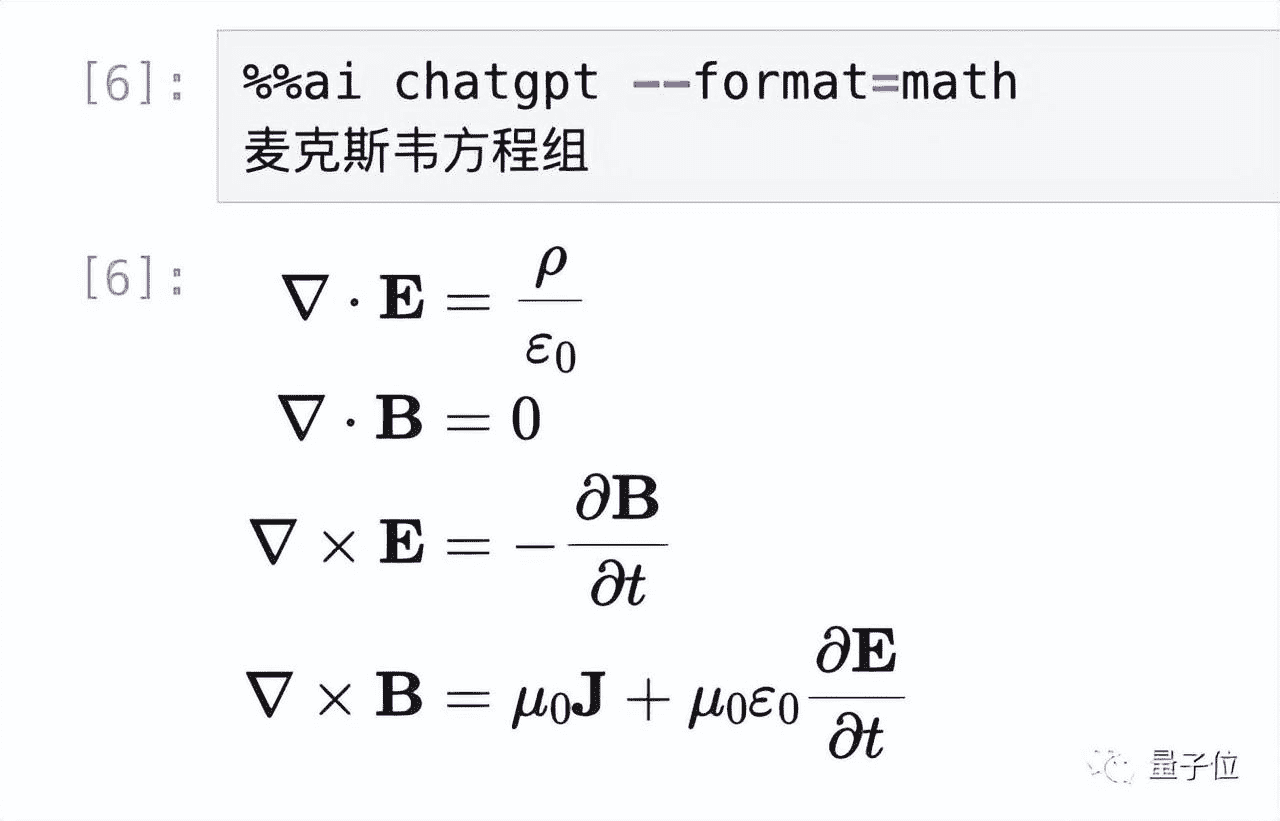 [6]: %%ai chatgpt --format=math
麦克斯韦方程组
[6]: ∇ · E = ρ/ε₀
∇ · B = 0
∇ × E = −∂B/∂t
∇ × B = μ₀J + μ₀ε₀ ∂E/∂t
量子位